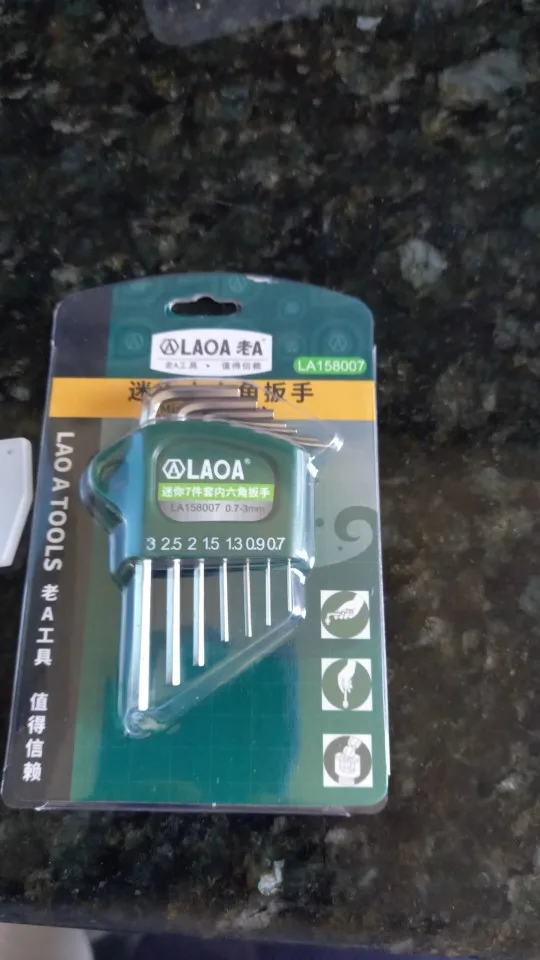 LAOA 老A®
老A工具 · 值得信赖
LA158007
迷 角扳手
LAOA®
迷你7件套内六角扳手
LA158007 0.7-3mm
3 2.5 2 1.5 1.3 0.9 0.7
LAO A TOOLS 老A工具 值得信赖